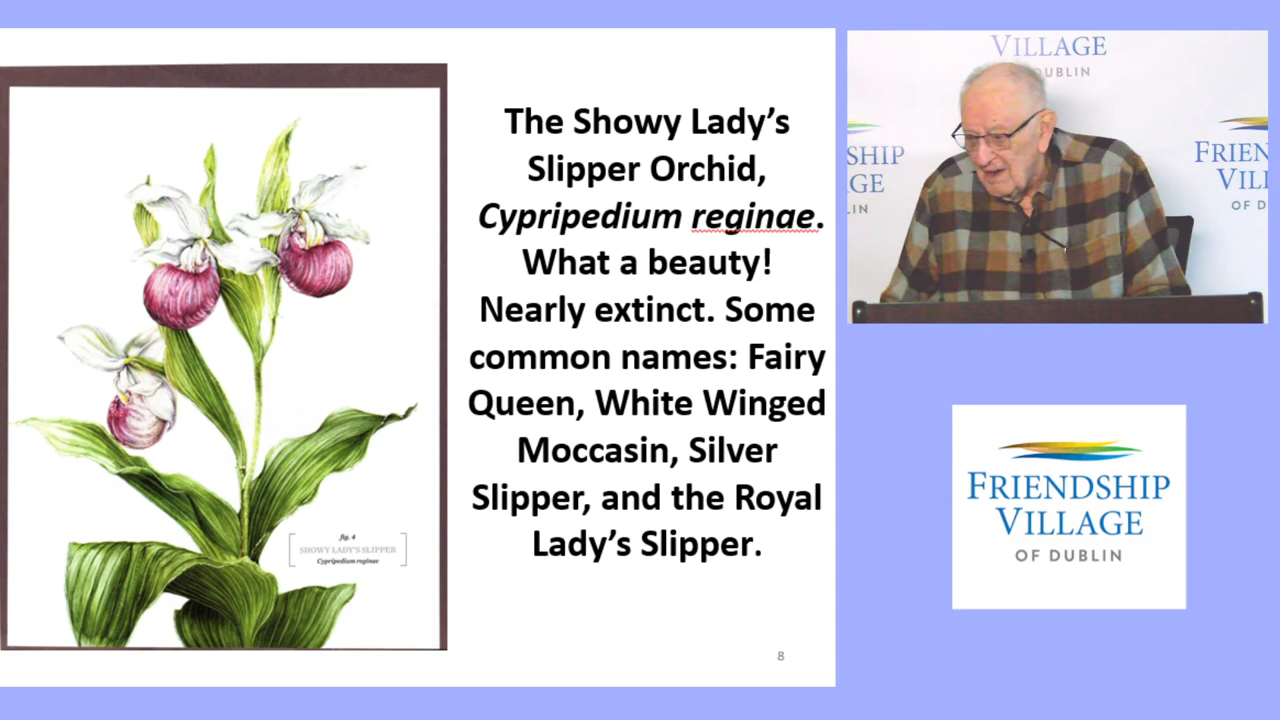 The Showy Lady’s
Slipper Orchid,
Cypripedium reginae.
What a beauty!
Nearly extinct. Some
common names: Fairy
Queen, White Winged
Moccasin, Silver
Slipper, and the Royal
Lady’s Slipper.
fig. 4
SHOWY LADY'S SLIPPER
Cypripedium reginae
8
VILLAGE
DUBLIN
SHIP
GE
LIN
FRIEN
VILL
OF D
FRIENDSHIP
VILLAGE
OF DUBLIN